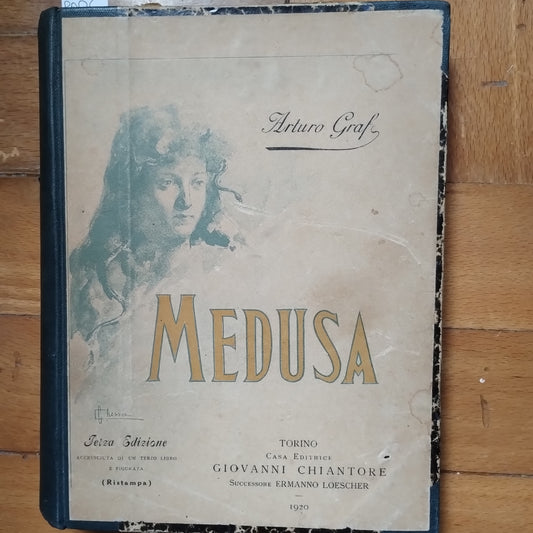 Arturo Graf
MEDUSA
Terza Edizione
ACCRESCIUTA DI UN TERZO LIBRO
E FIGURATA
(Ristampa)
TORINO
CASA EDITRICE
GIOVANNI CHIANTORE
SUCCESSORE ERMANNO LOESCHER
1920